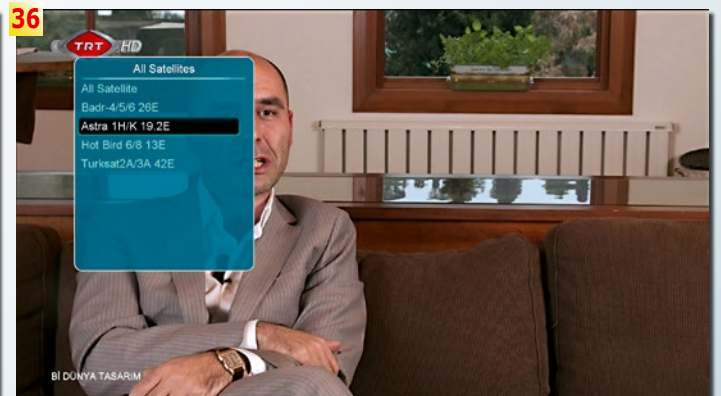 36
TRT HD
All Satellites
All Satellite
Badr-4/5/6 26E
Astra 1H/K 19.2E
Hot Bird 6/8 13E
Turksat2A/3A 42E
Bİ DÜNYA TASARIM